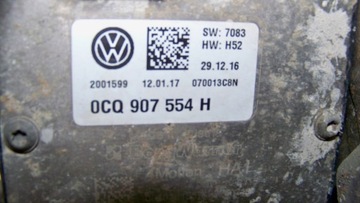 SW: 7083
HW: H52
29.12.16
2001599 12.01.17 070013C8N
0CQ 907 554 H